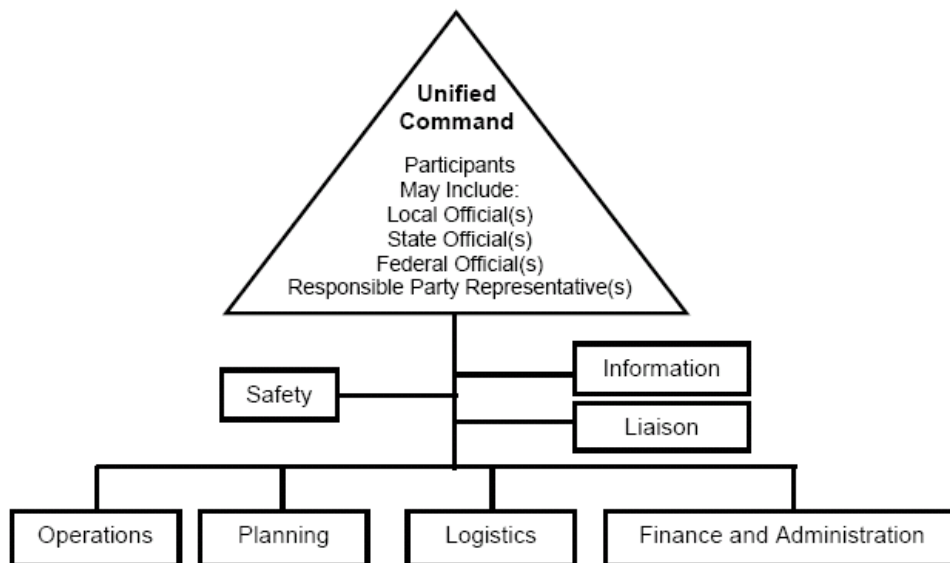 Unified
Command
Participants
May Include:
Local Official(s)
State Official(s)
Federal Official(s)
Responsible Party Representative(s)
Information
Safety
Liaison
Operations
Planning
Logistics
Finance and Administration